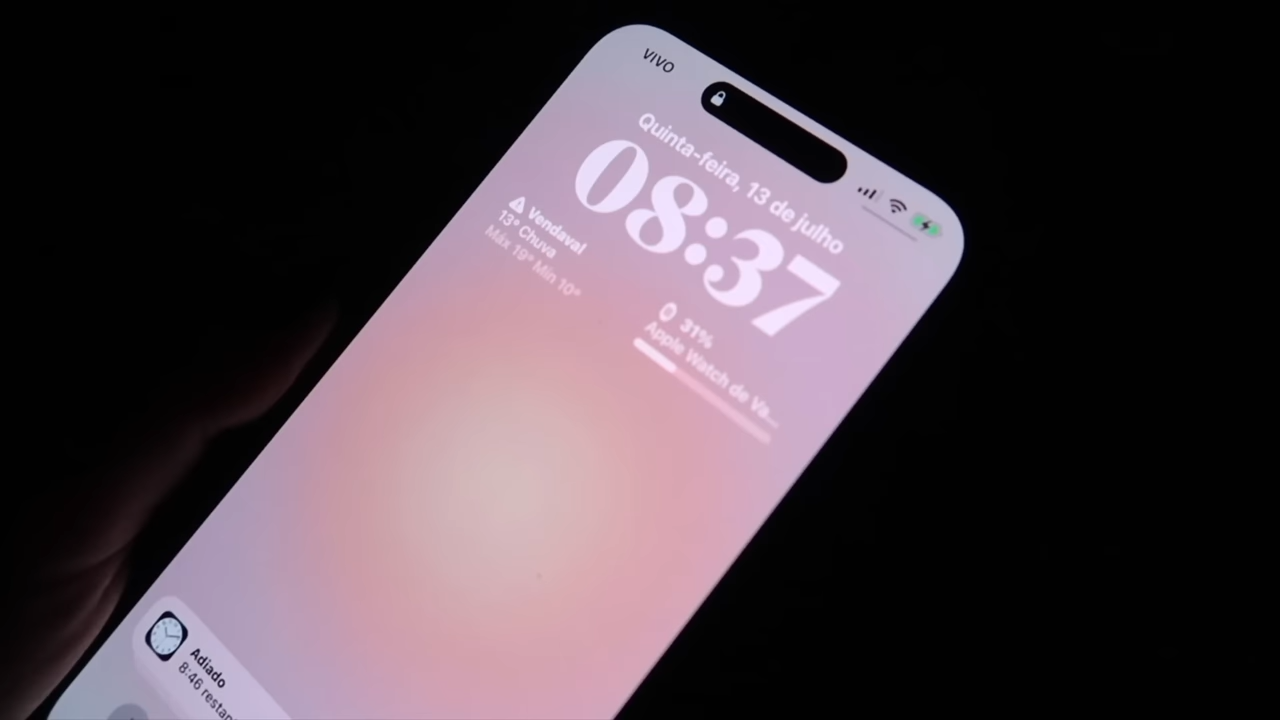 VIVO
Quinta-feira, 13 de julho
08:37
Vendaval
13° Chuva
Máx 19° Mín 10°
31%
Apple Watch de Va...
Adiado
8:46